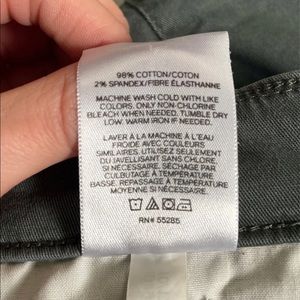 98% COTTON/COTON
2% SPANDEX/FIBRE ÉLASTHANNE
MACHINE WASH COLD WITH LIKE
COLORS. ONLY NON-CHLORINE
BLEACH WHEN NEEDED. TUMBLE DRY
LOW. WARM IRON IF NEEDED.
LAVER À LA MACHINE À L'EAU
FROIDE AVEC COULEURS
SIMILAIRES. UTILISER SEULEMENT
DU JAVELLISANT SANS CHLORE,
SI NÉCESSAIRE. SÉCHAGE PAR
CULBUTAGE À TEMPÉRATURE
BASSE. REPASSAGE À TEMPÉRATURE
MOYENNE SI NÉCESSAIRE.
RN# 55285